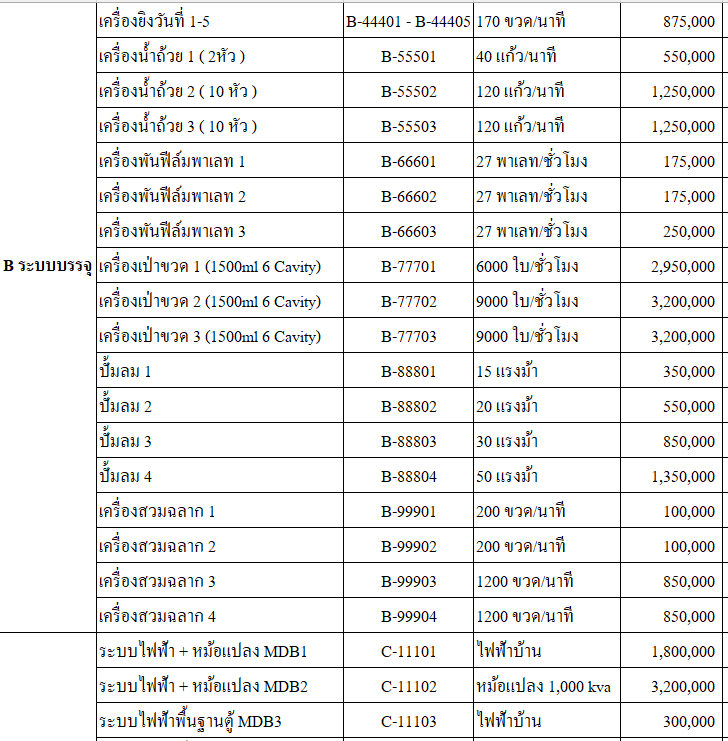 เครื่องยิงวันที่ 1-5 B-44401 - B-44405 170 ขวด/นาที 875,000
เครื่องน้ำถ้วย 1 ( 2หัว ) B-55501 40 แก้ว/นาที 550,000
เครื่องน้ำถ้วย 2 ( 10 หัว ) B-55502 120 แก้ว/นาที 1,250,000
เครื่องน้ำถ้วย 3 ( 10 หัว ) B-55503 120 แก้ว/นาที 1,250,000
เครื่องพันฟีล์มพาเลท 1 B-66601 27 พาเลท/ชั่วโมง 175,000
เครื่องพันฟีล์มพาเลท 2 B-66602 27 พาเลท/ชั่วโมง 175,000
เครื่องพันฟีล์มพาเลท 3 B-66603 27 พาเลท/ชั่วโมง 250,000
B ระบบบรรจุ เครื่องเป่าขวด 1 (1500ml 6 Cavity) B-77701 6000 ใบ/ชั่วโมง 2,950,000
เครื่องเป่าขวด 2 (1500ml 6 Cavity) B-77702 9000 ใบ/ชั่วโมง 3,200,000
เครื่องเป่าขวด 3 (1500ml 6 Cavity) B-77703 9000 ใบ/ชั่วโมง 3,200,000
ปั้มลม 1 B-88801 15 แรงม้า 350,000
ปั้มลม 2 B-88802 20 แรงม้า 550,000
ปั้มลม 3 B-88803 30 แรงม้า 850,000
ปั้มลม 4 B-88804 50 แรงม้า 1,350,000
เครื่องสวมฉลาก 1 B-99901 200 ขวด/นาที 100,000
เครื่องสวมฉลาก 2 B-99902 200 ขวด/นาที 100,000
เครื่องสวมฉลาก 3 B-99903 1200 ขวด/นาที 850,000
เครื่องสวมฉลาก 4 B-99904 1200 ขวด/นาที 850,000
ระบบไฟฟ้า + หม้อแปลง MDB1 C-11101 ไฟฟ้าบ้าน 1,800,000
ระบบไฟฟ้า + หม้อแปลง MDB2 C-11102 หม้อแปลง 1,000 kva 3,200,000
ระบบไฟฟ้าพื้นฐานตู้ MDB3 C-11103 ไฟฟ้าบ้าน 300,000